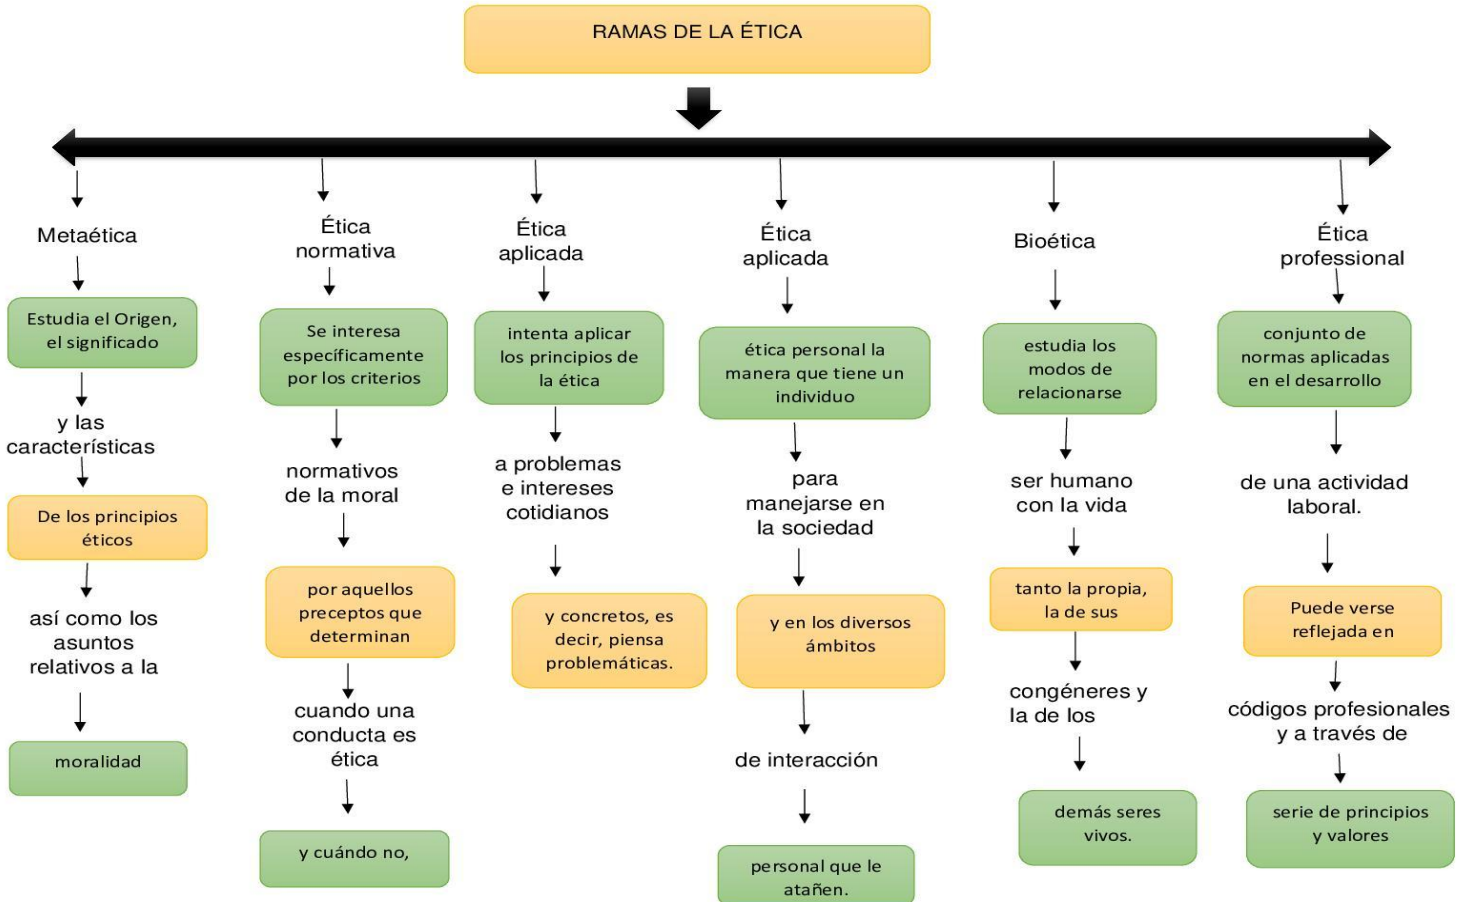 RAMAS DE LA ÉTICA
Metaética
Estudia el Origen,
el significado
y las
características
De los principios
éticos
así como los
asuntos
relativos a la
moralidad
Ética
normativa
Se interesa
específicamente
por los criterios
normativos
de la moral
por aquellos
preceptos que
determinan
cuando una
conducta es
ética
y cuándo no,
Ética
aplicada
intenta aplicar
los principios de
la ética
a problemas
e intereses
cotidianos
y concretos, es
decir, piensa
problemáticas.
Ética
aplicada
ética personal la
manera que tiene un
individuo
para
manejarse en
la sociedad
y en los diversos
ámbitos
de interacción
personal que le
atañen.
Bioética
estudia los
modos de
relacionarse
ser humano
con la vida
tanto la propia,
la de sus
congéneres y
la de los
demás seres
vivos.
Ética
professional
conjunto de
normas aplicadas
en el desarrollo
de una actividad
laboral.
Puede verse
reflejada en
códigos profesionales
y a través de
serie de principios
y valores